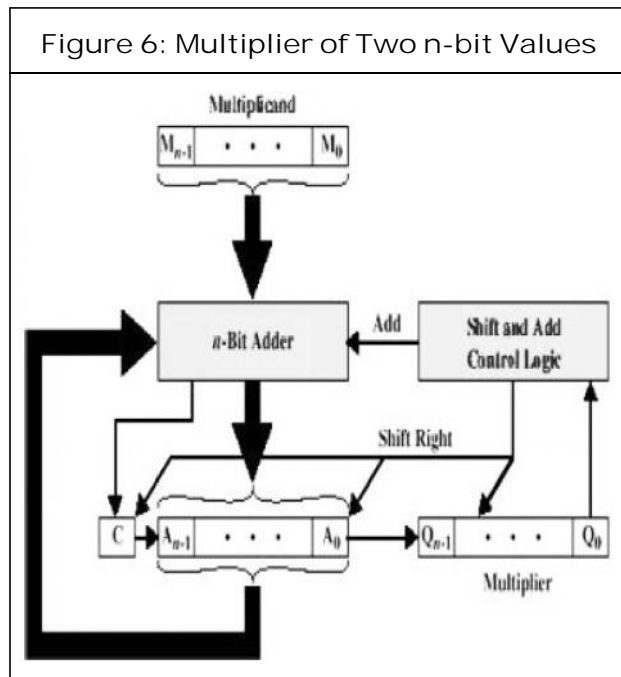 Figure 6: Multiplier of Two n-bit Values
Multiplicand
Mn-1 · · · M0
n-Bit Adder
Add
Shift and Add
Control Logic
Shift Right
C
An-1 · · · A0
Qn-1 · · · Q0
Multiplier